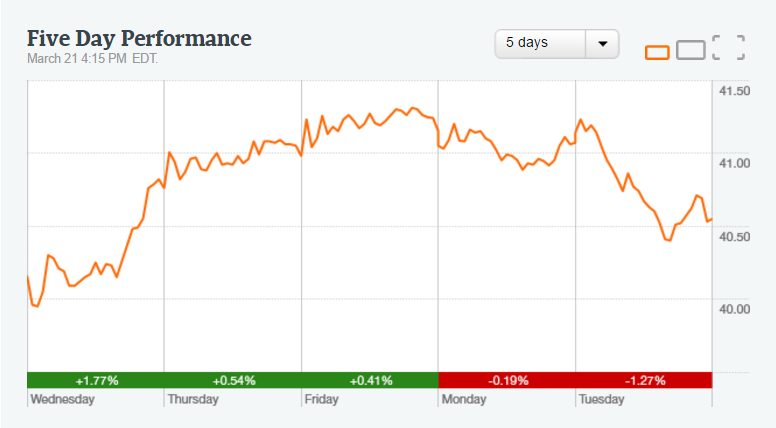 Five Day Performance
March 21 4:15 PM EDT.
5 days
41.50
41.00
40.50
40.00
+1.77% +0.54% +0.41% -0.19% -1.27%
Wednesday Thursday Friday Monday Tuesday